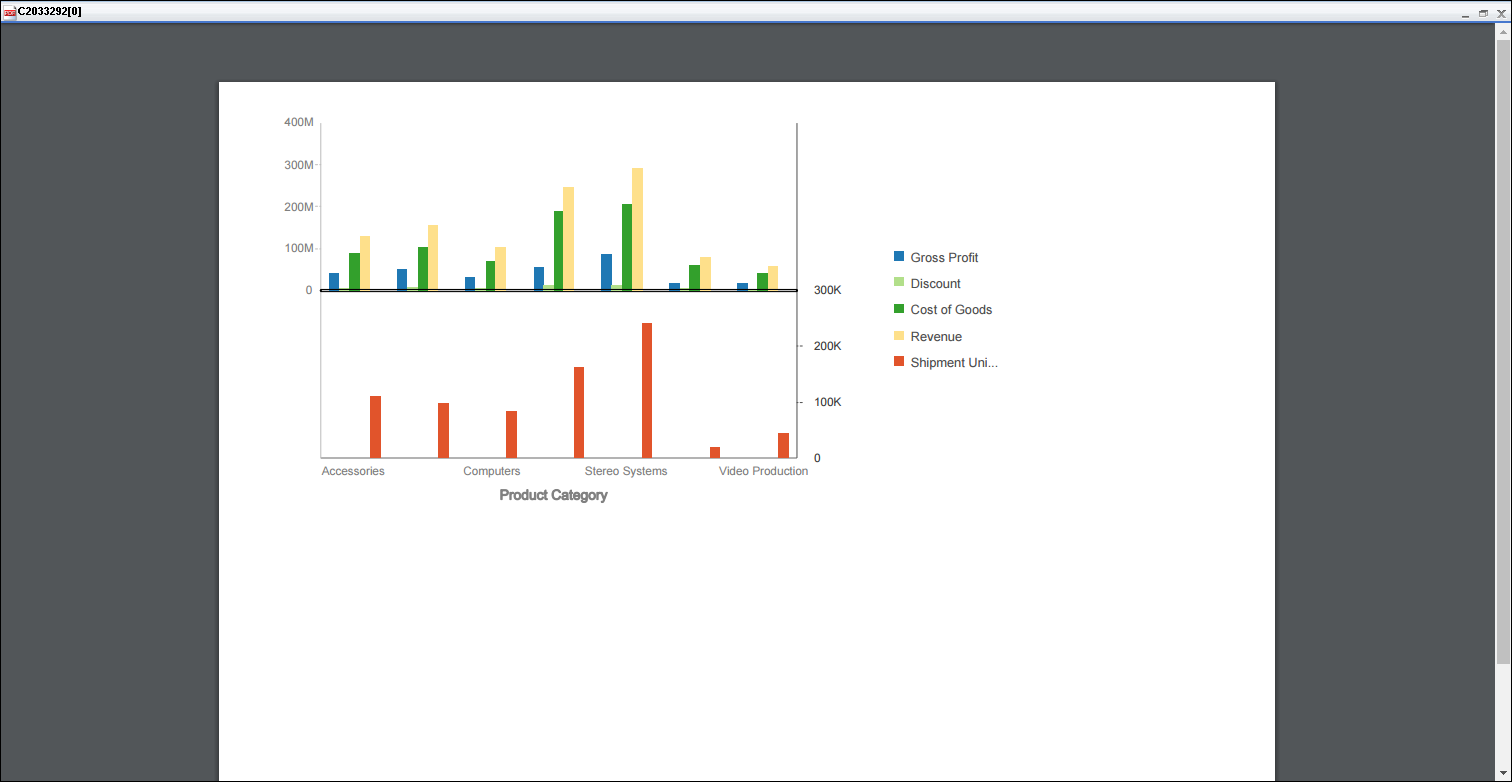 C2033292[0]
400M
300M
200M
100M
0
300K
200K
100K
0
Accessories Computers Stereo Systems Video Production
Product Category
Gross Profit
Discount
Cost of Goods
Revenue
Shipment Uni...